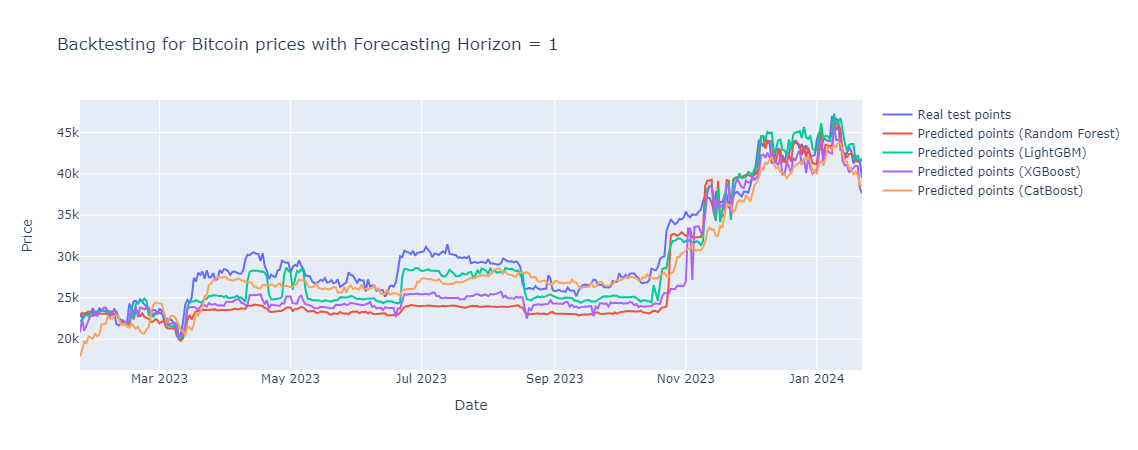 Backtesting for Bitcoin prices with Forecasting Horizon = 1
Real test points
Predicted points (Random Forest)
Predicted points (LightGBM)
Predicted points (XGBoost)
Predicted points (CatBoost)
Price
45k
40k
35k
30k
25k
20k
Mar 2023
May 2023
Jul 2023
Sep 2023
Nov 2023
Jan 2024
Date